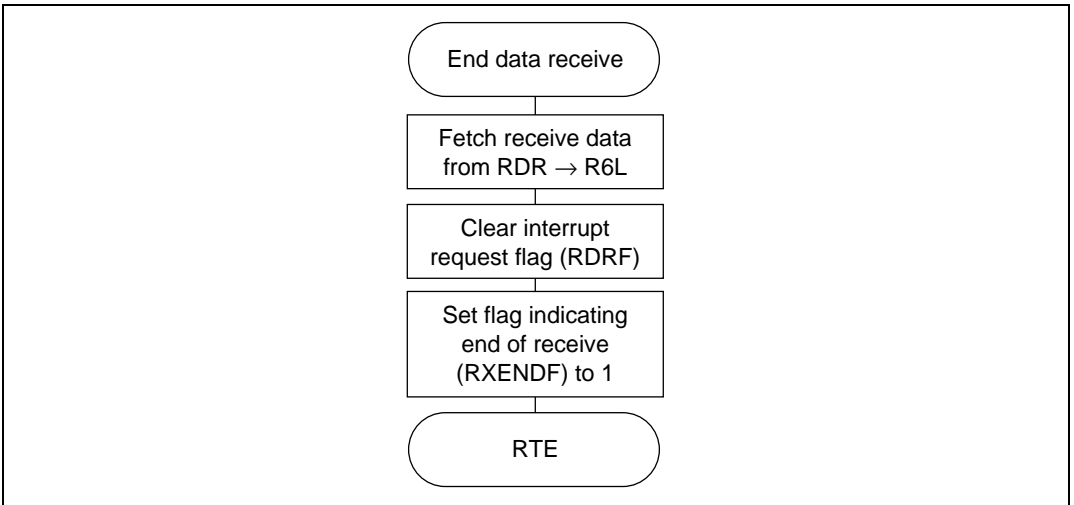 End data receive
Fetch receive data
from RDR → R6L
Clear interrupt
request flag (RDRF)
Set flag indicating
end of receive
(RXENDF) to 1
RTE